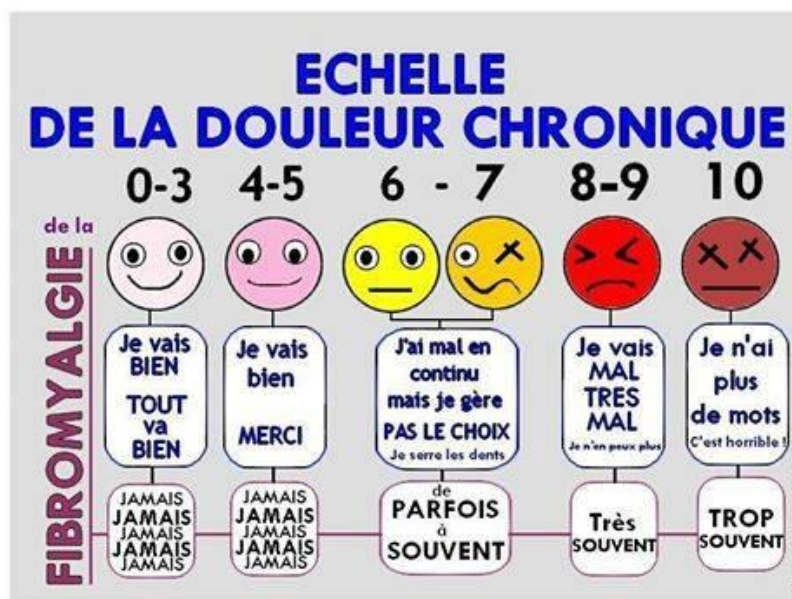 ECHELLE
DE LA DOULEUR CHRONIQUE
0-3
4-5
6 - 7
8-9
10
de la
FIBROMYALGIE
Je vais
BIEN
TOUT
va
BIEN
Je vais
bien
MERCI
J'ai mal en
continu
mais je gère
PAS LE CHOIX
Je serre les dents
Je vais
MAL
TRES
MAL
Je n'en peux plus
Je n'ai
plus
de mots
C'est horrible !
JAMAIS
JAMAIS
JAMAIS
JAMAIS
JAMAIS
JAMAIS
JAMAIS
JAMAIS
JAMAIS
JAMAIS
de
PARFOIS
à
SOUVENT
Très
SOUVENT
TROP
SOUVENT